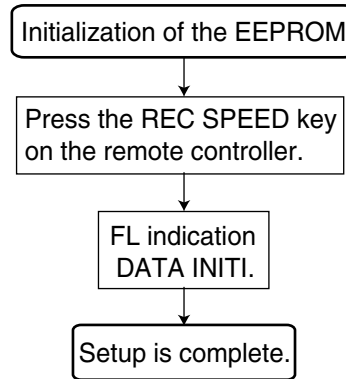 Initialization of the EEPROM
Press the REC SPEED key
on the remote controller.
FL indication
DATA INITI.
Setup is complete.